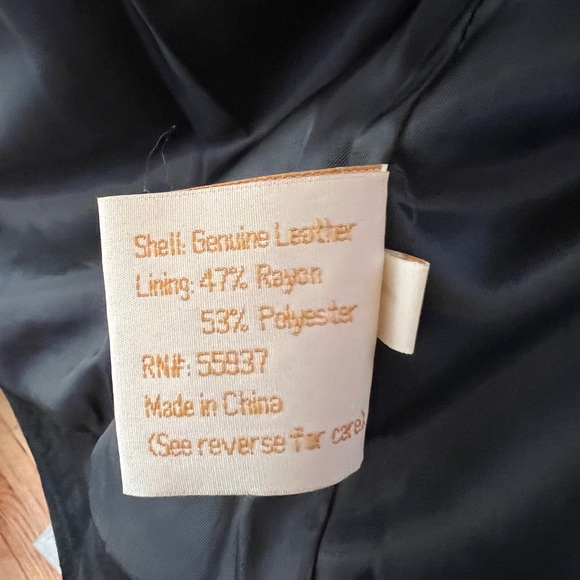 Shell: Genuine Leather
Lining: 47% Rayon
53% Polyester
RN#: 55937
Made in China
(See reverse for care)